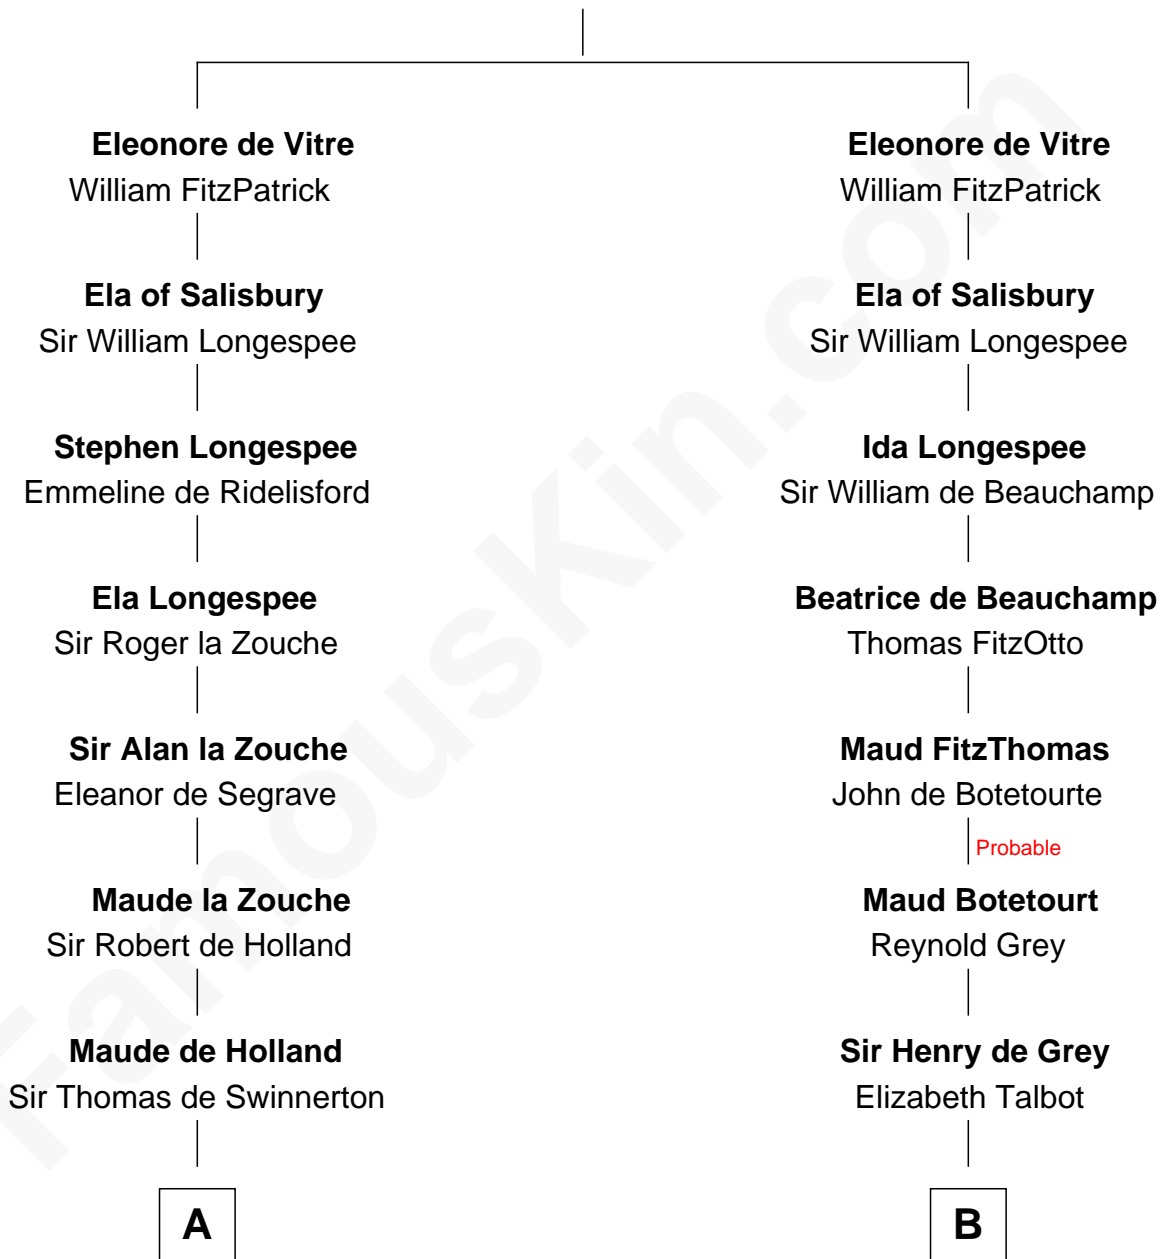 Eleonore de Vitre
William FitzPatrick
Ela of Salisbury
Sir William Longespee
Stephen Longespee
Emmeline de Ridelisford
Ela Longespee
Sir Roger la Zouche
Sir Alan la Zouche
Eleanor de Segrave
Maude la Zouche
Sir Robert de Holland
Maude de Holland
Sir Thomas de Swinnerton
A
Eleonore de Vitre
William FitzPatrick
Ela of Salisbury
Sir William Longespee
Ida Longespee
Sir William de Beauchamp
Beatrice de Beauchamp
Thomas FitzOtto
Maud FitzThomas
John de Botetourte
Probable
Maud Botetourt
Reynold Grey
Sir Henry de Grey
Elizabeth Talbot
B
FamousKin.com